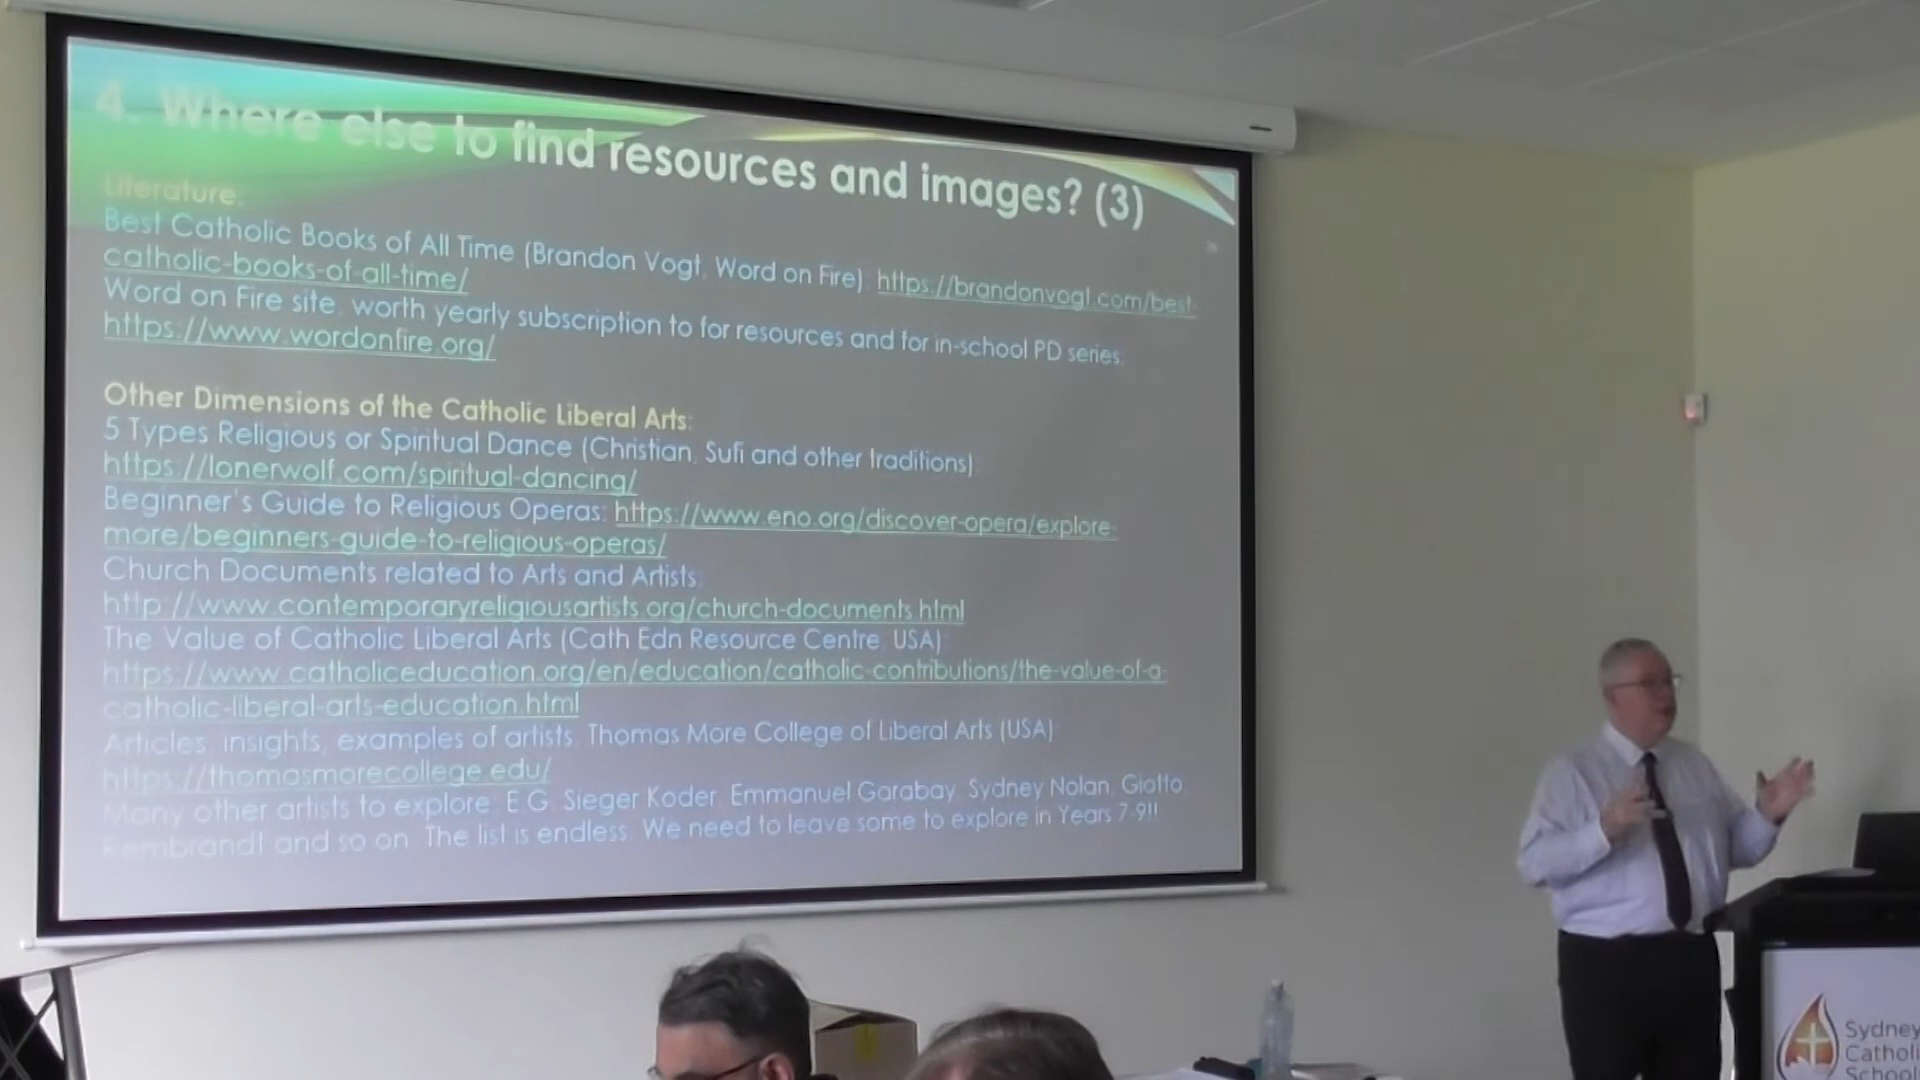 4. Where else to find resources and images? (3)
Literature:
Best Catholic Books of All Time (Brandon Vogt, Word on Fire): https://brandonvogt.com/best-
catholic-books-of-all-time/
Word on Fire site, worth yearly subscription to for resources and for in-school PD series:
https://www.wordonfire.org/
Other Dimensions of the Catholic Liberal Arts:
5 Types Religious or Spiritual Dance (Christian, Sufi and other traditions)
https://lonerwolf.com/spiritual-dancing/
Beginner's Guide to Religious Operas: https://www.eno.org/discover-opera/explore-
more/beginners-guide-to-religious-operas/
Church Documents related to Arts and Artists:
http://www.contemporaryreligiousartists.org/church-documents.html
The Value of Catholic Liberal Arts (Cath Edn Resource Centre, USA)
https://www.catholiceducation.org/en/education/catholic-contributions/the-value-of-a-
catholic-liberal-arts-education.html
Articles, insights, examples of artists, Thomas More College of Liberal Arts (USA):
https://thomasmorecollege.edu/
Many other artists to explore: E.G. Sieger Koder, Emmanuel Garabay, Sydney Nolan, Giotto
Rembrandt and so on. The list is endless. We need to leave some to explore in Years 7-9!!
Sydney
Catholi
School